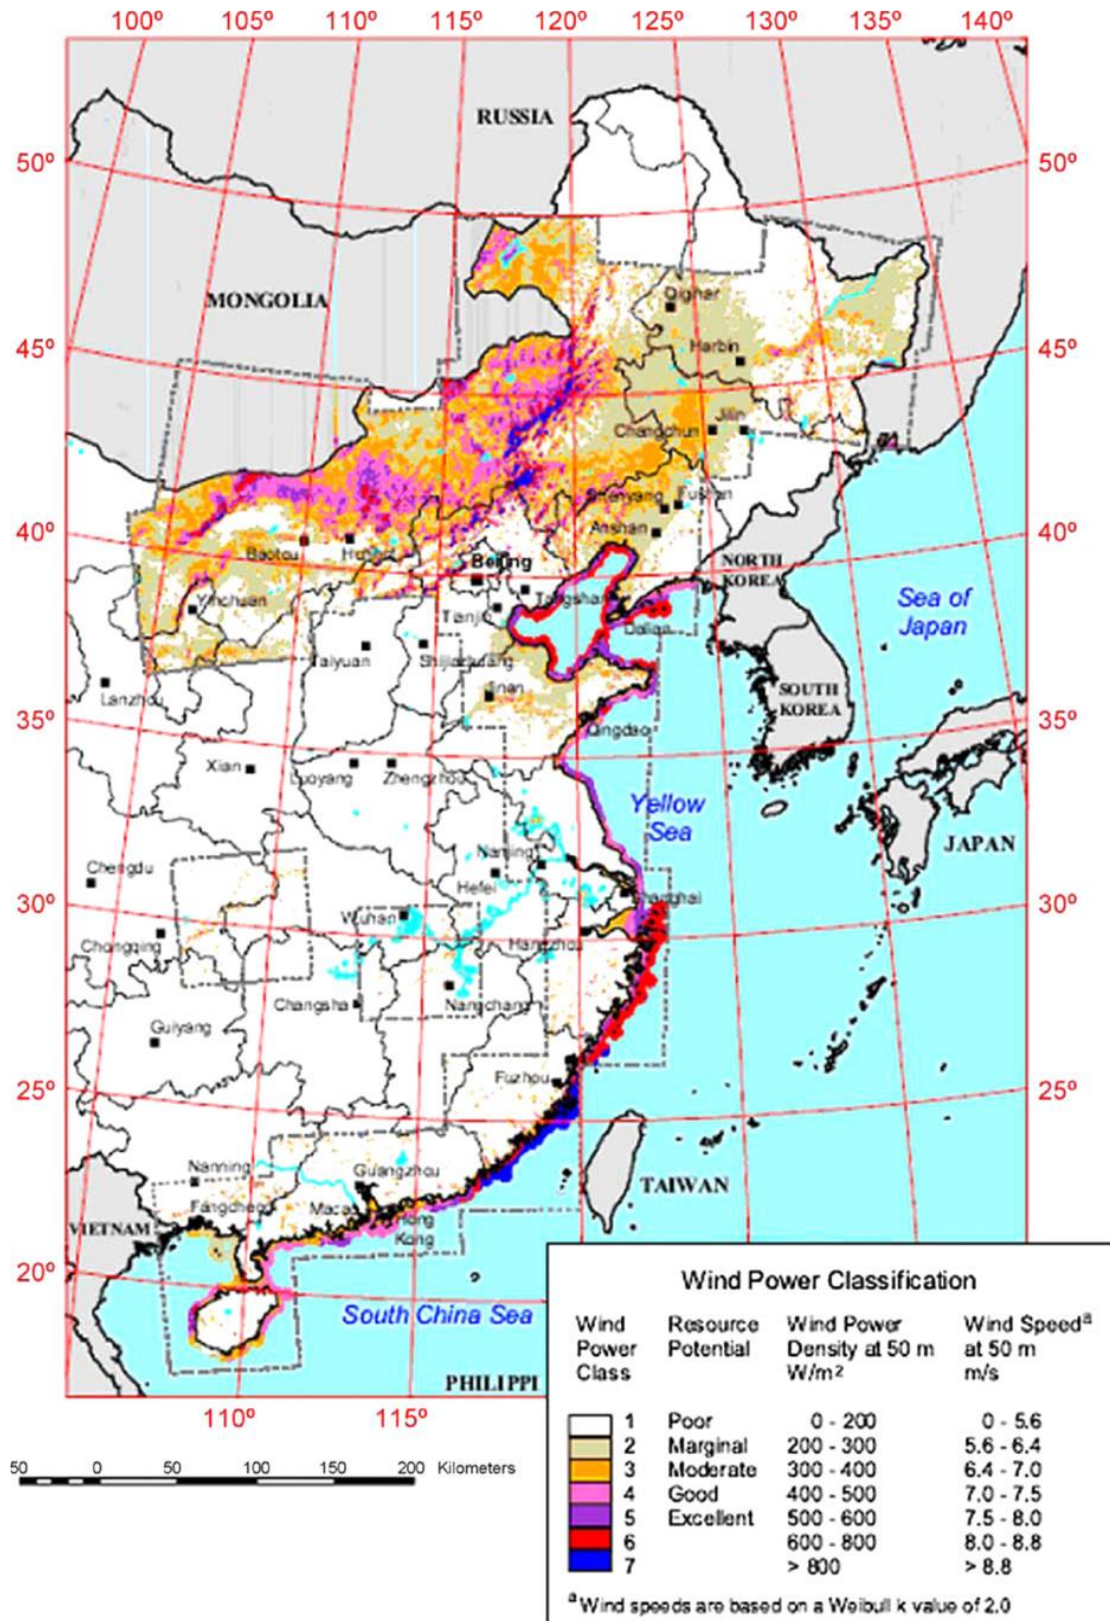 100º 105º 110º 115º 120º 125º 130º 135º 140º
RUSSIA
50º 50º
MONGOLIA
Qiqihar
45º Harbin 45º
Jilin
Changchun
Shenyang Fushun
Anshan
40º Baotou Hohhot 40º
Beijing
NORTH
KOREA
Yinchuan Tangshan
Sea of
Japan
Tianjin Dalian
Taiyuan Shijiazhuang
Lanzhou Jinan
SOUTH
KOREA
35º Qingdao 35º
Xian Luoyang Zhengzhou
Yellow
Sea
JAPAN
Nanjing
Chengdu Hefei
Shanghai
30º Wuhan 30º
Chongqing Hangzhou
Changsha Nangchang
Guiyang
25º Fuzhou 25º
Nanning Guangzhou
TAIWAN
Fangcheng Macao
Hong
Kong
VIETNAM
20º
South China Sea
PHILIPPI
110º 115º
50 0 50 100 150 200 Kilometers
Wind Power Classification
Wind Resource Wind Power Wind Speedᵃ
Power Potential Density at 50 m at 50 m
Class W/m² m/s
1 Poor 0 - 200 0 - 5.6
2 Marginal 200 - 300 5.6 - 6.4
3 Moderate 300 - 400 6.4 - 7.0
4 Good 400 - 500 7.0 - 7.5
5 Excellent 500 - 600 7.5 - 8.0
6 600 - 800 8.0 - 8.8
7 > 800 > 8.8
ᵃ Wind speeds are based on a Weibull k value of 2.0